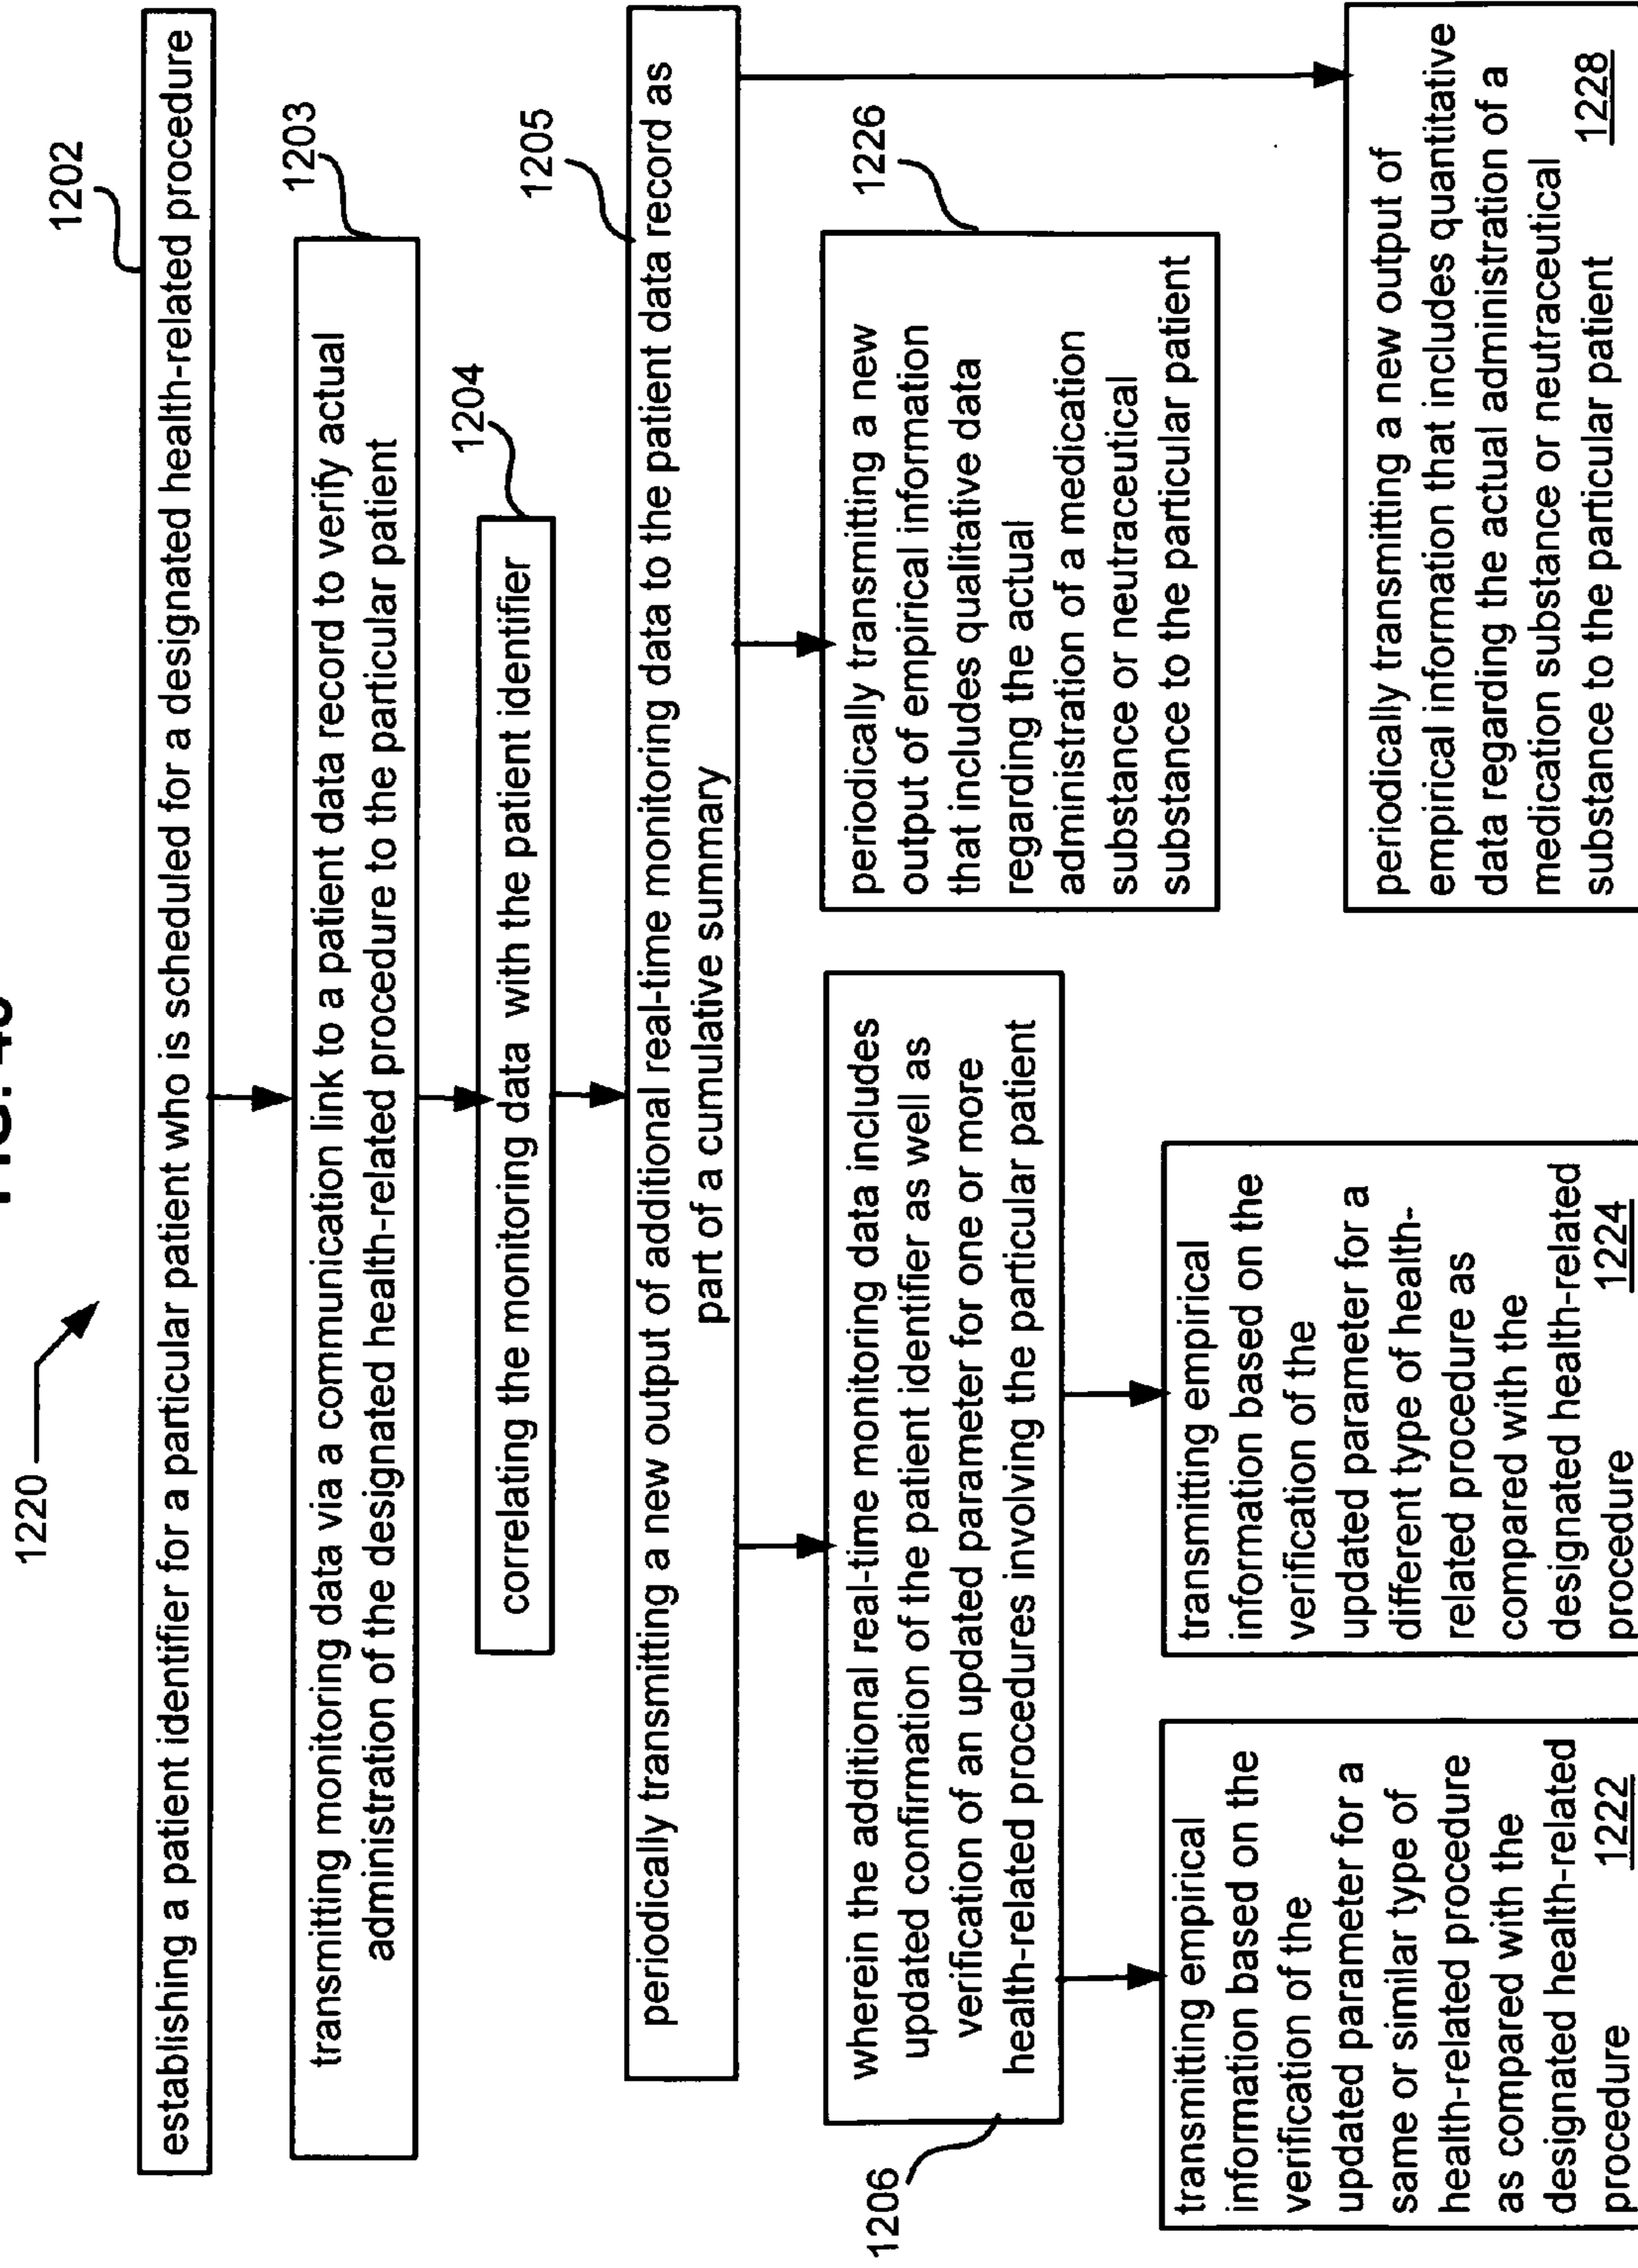 1220
1202
establishing a patient identifier for a particular patient who is scheduled for a designated health-related procedure
1203
transmitting monitoring data via a communication link to a patient data record to verify actual
administration of the designated health-related procedure to the particular patient
1204
correlating the monitoring data with the patient identifier
1205
periodically transmitting a new output of additional real-time monitoring data to the patient data record as
part of a cumulative summary
1206
wherein the additional real-time monitoring data includes
updated confirmation of the patient identifier as well as
verification of an updated parameter for one or more
health-related procedures involving the particular patient
1226
periodically transmitting a new
output of empirical information
that includes qualitative data
regarding the actual
administration of a medication
substance or neutraceutical
substance to the particular patient
transmitting empirical
information based on the
verification of the
updated parameter for a
same or similar type of
health-related procedure
as compared with the
designated health-related
procedure 1222
transmitting empirical
information based on the
verification of the
updated parameter for a
different type of health-
related procedure as
compared with the
designated health-related
procedure 1224
periodically transmitting a new output of
empirical information that includes quantitative
data regarding the actual administration of a
medication substance or neutraceutical
substance to the particular patient 1228